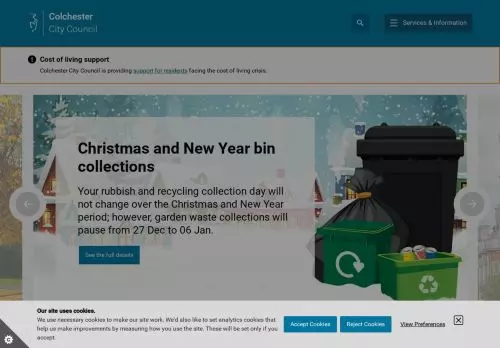 Colchester
City Council
Services & Information
Cost of living support
Colchester City Council is providing support for residents facing the cost of living crisis.
Christmas and New Year bin
collections
Your rubbish and recycling collection day will
not change over the Christmas and New Year
period; however, garden waste collections will
pause from 27 Dec to 06 Jan.
See the full details
Our site uses cookies.
We use necessary cookies to make our site work. We'd also like to set analytics cookies that
help us make improvements by measuring how you use the site. These will be set only if you
accept.
Accept Cookies
Reject Cookies
View Preferences